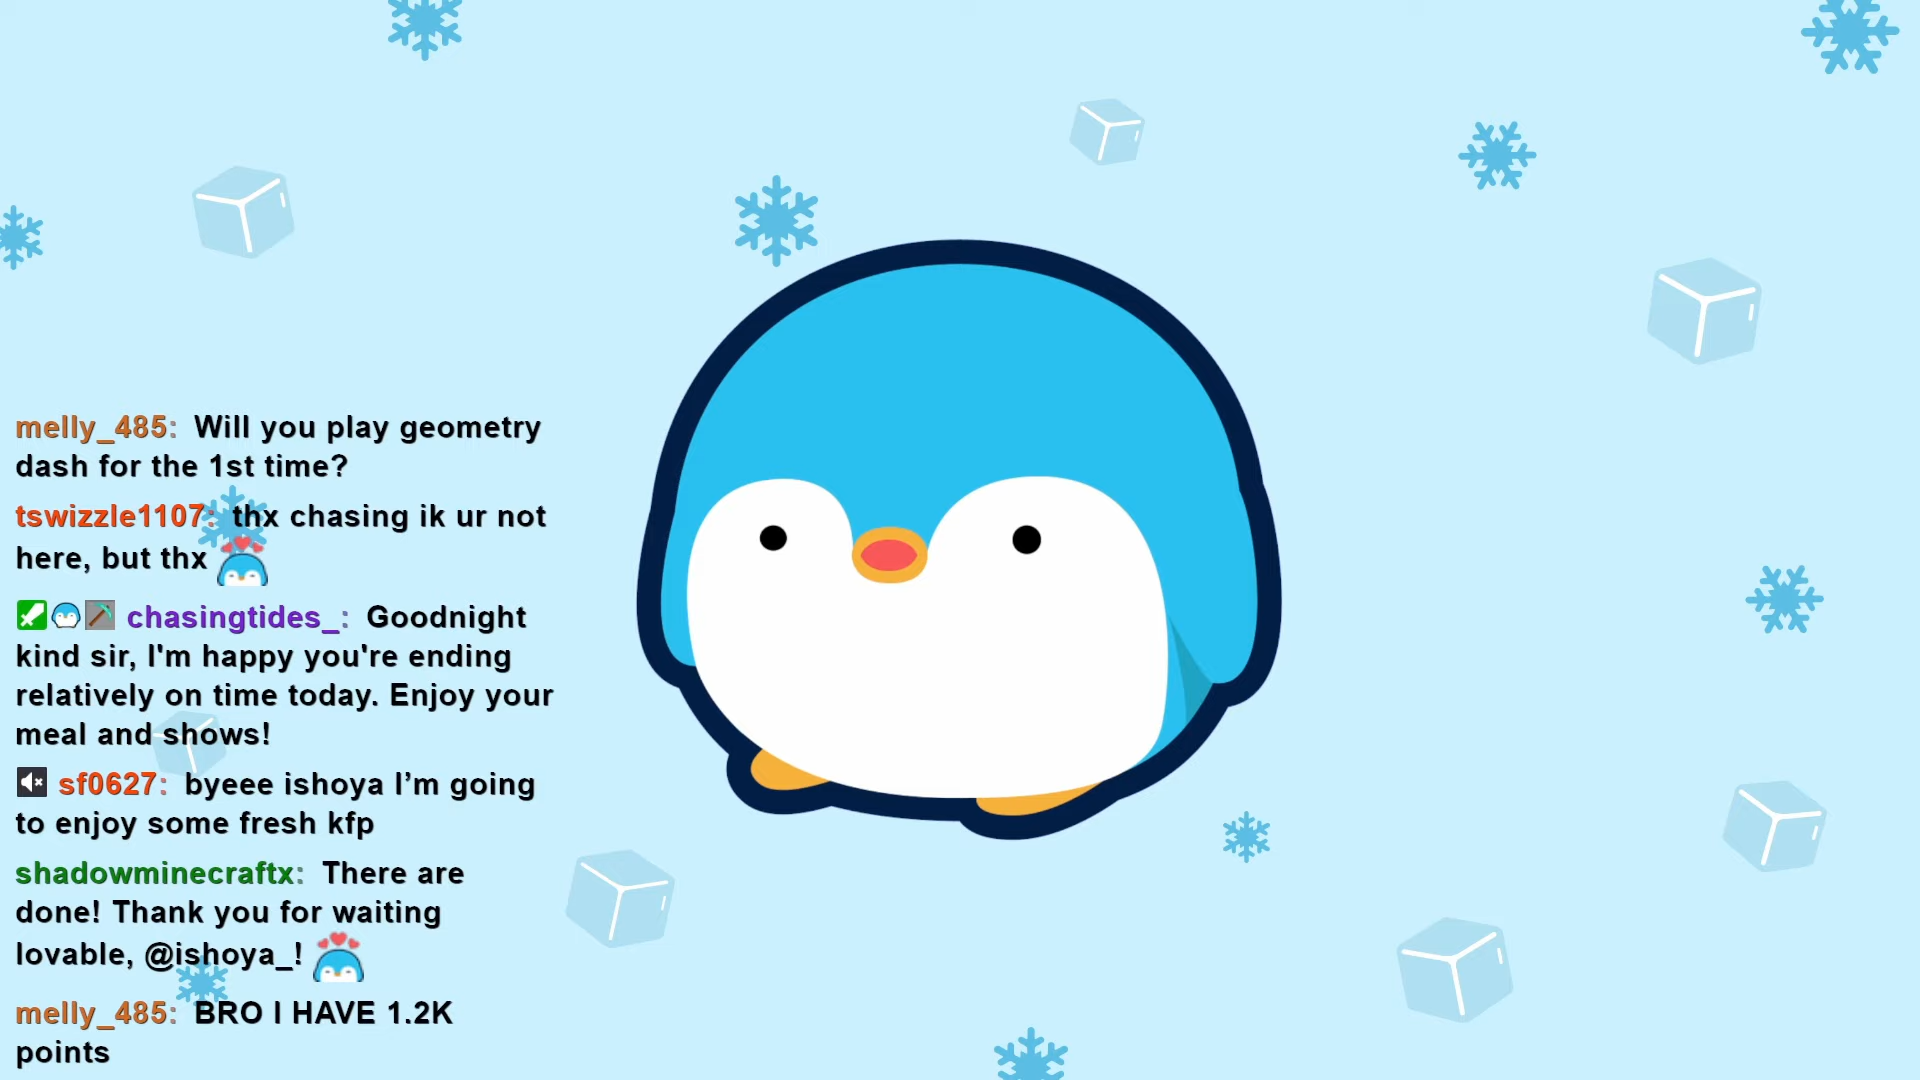 melly_485: Will you play geometry
dash for the 1st time?
tswizzle1107: thx chasing ik ur not
here, but thx
chasingtides_: Goodnight
kind sir, I'm happy you're ending
relatively on time today. Enjoy your
meal and shows!
sf0627: byeee ishoya I’m going
to enjoy some fresh kfp
shadowminecraftx: There are
done! Thank you for waiting
lovable, @ishoya_!
melly_485: BRO I HAVE 1.2K
points